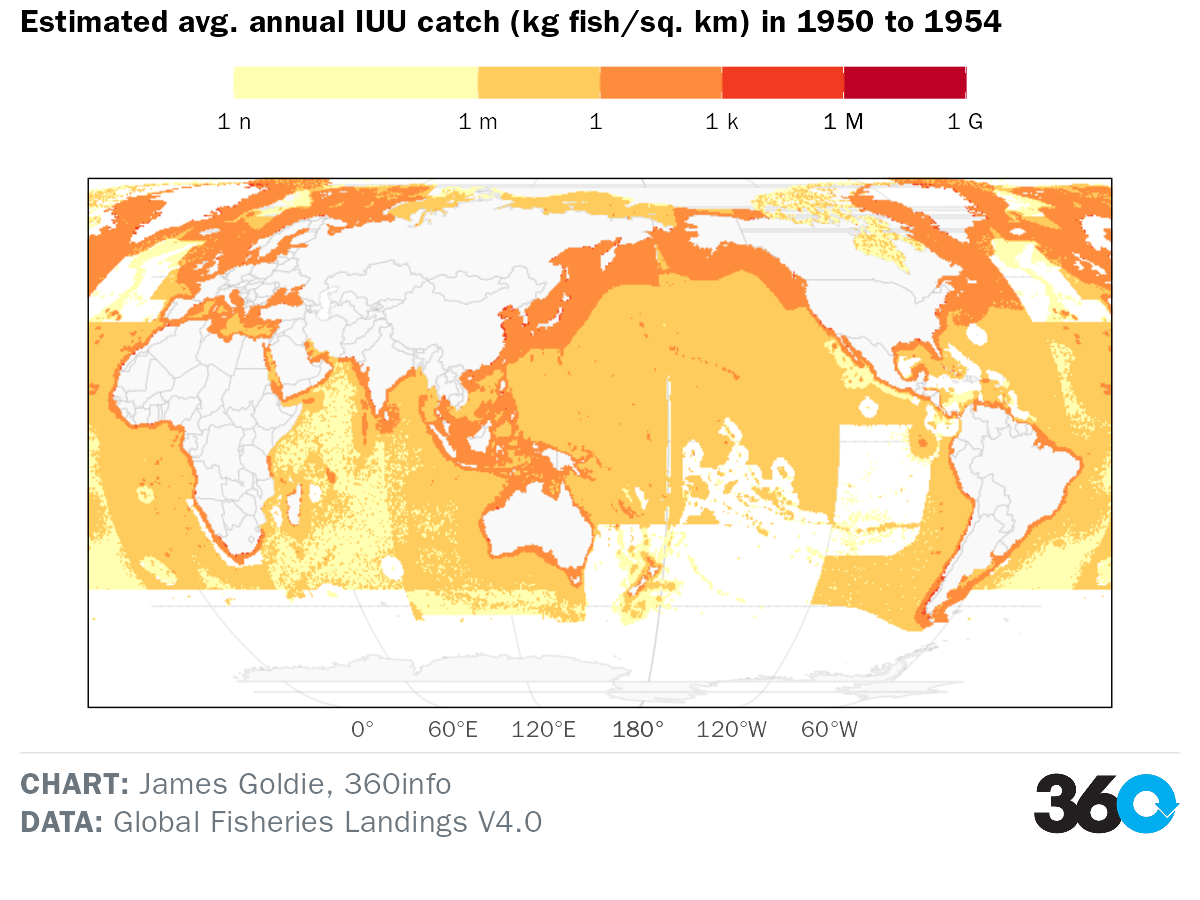 Estimated avg. annual IUU catch (kg fish/sq. km) in 1950 to 1954
1 n 1 m 1 1 k 1 M 1 G
0° 60°E 120°E 180° 120°W 60°W
CHART: James Goldie, 360info
DATA: Global Fisheries Landings V4.0
360